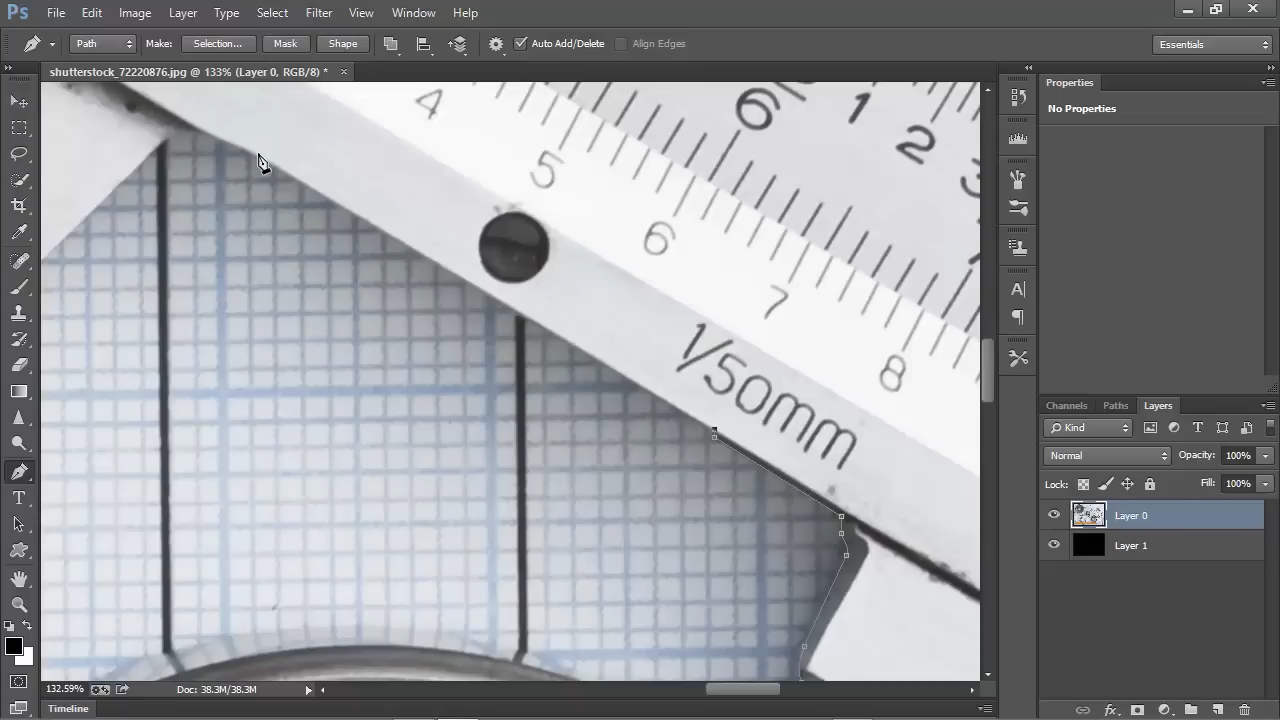 Ps File Edit Image Layer Type Select Filter View Window Help
Path Make: Selection... Mask Shape Auto Add/Delete Align Edges Essentials
shutterstock_72220876.jpg @ 133% (Layer 0, RGB/8) * ×
Properties
No Properties
4 5 6 7 8
6 1 2 3
1/50mm
Channels Paths Layers
Kind
Normal Opacity: 100%
Lock: Fill: 100%
Layer 0
Layer 1
132.59% Doc: 38.3M/38.3M
Timeline